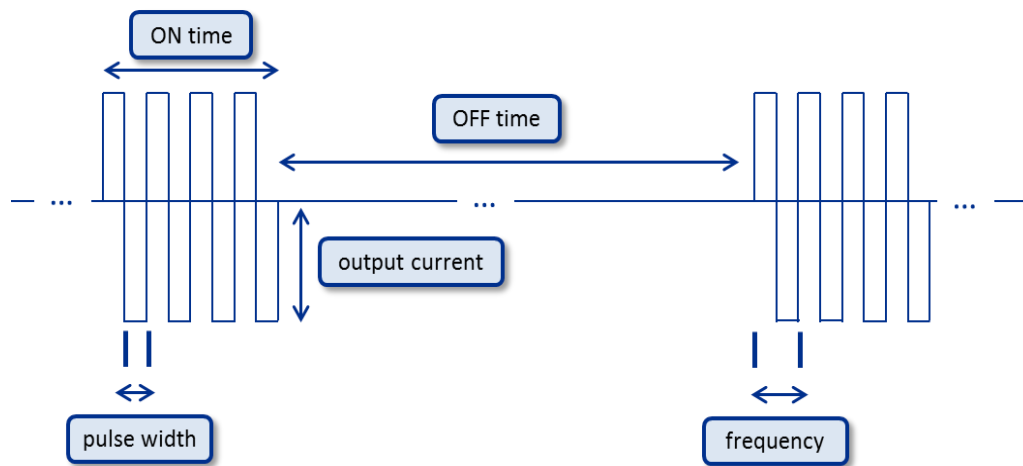 ON time
OFF time
...
...
...
output current
pulse width
frequency